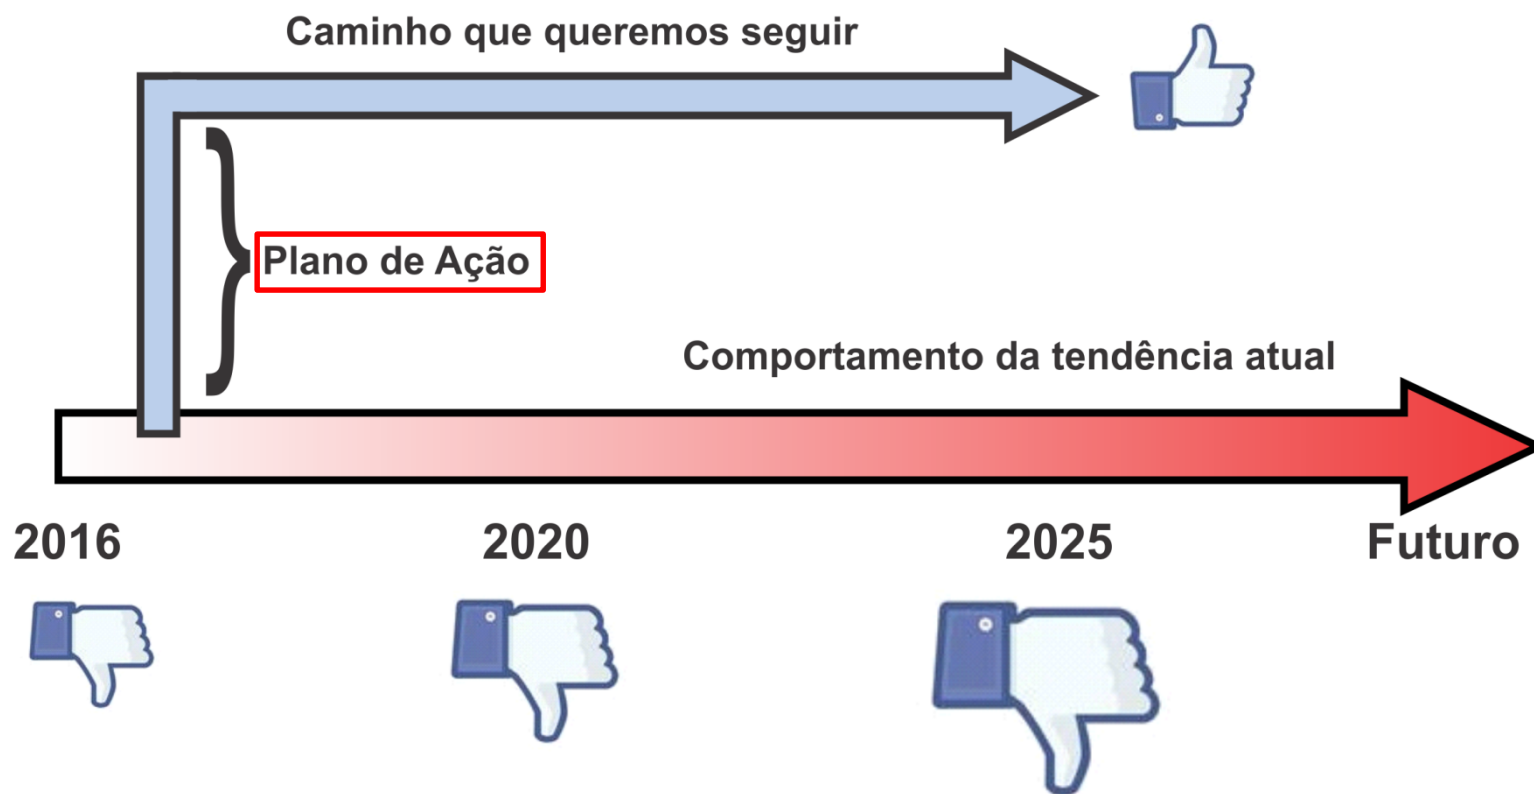 Caminho que queremos seguir
Plano de Ação
Comportamento da tendência atual
2016 2020 2025 Futuro